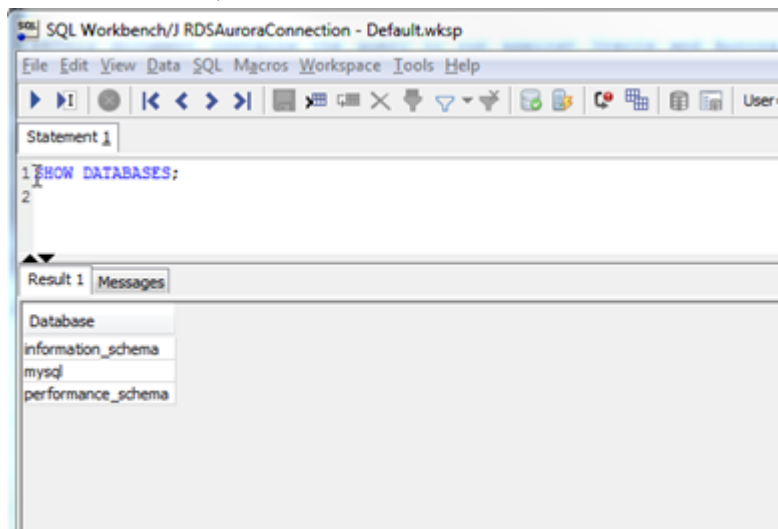 SQL Workbench/J RDSAuroraConnection - Default.wksp
File Edit View Data SQL Macros Workspace Tools Help
User
Statement 1
1 SHOW DATABASES;
2
Result 1 Messages
Database
information_schema
mysql
performance_schema